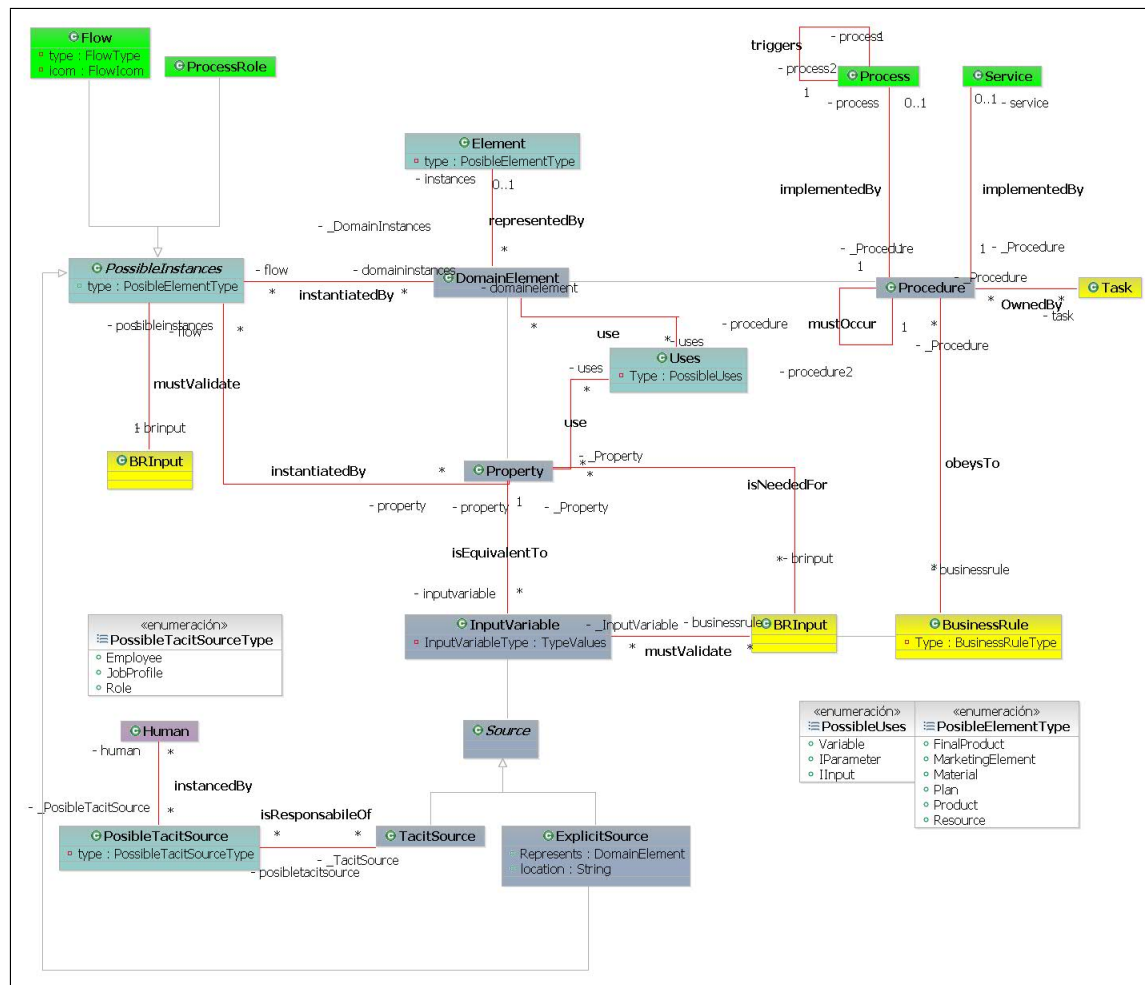 Flow
type : FlowType
icom : FlowIcom
ProcessRole
triggers
- process1
- process2
1
Process
- process
0..1
Service
0..1
- service
Element
type : PosibleElementType
- instances
0..1
representedBy
- _DomainInstances
*
implementedBy
implementedBy
- _Procedure
1
1
1
- _Procedure
PossibleInstances
type : PosibleElementType
- flow
*
instantiatedBy
- domaininstances
*
DomainElement
- domainelement
Procedure
- _Procedure
*
OwnedBy
*
- task
Task
1
- possibleinstances
- flow
*
*
use
*
- uses
- procedure
mustOccur
1
*
- _Procedure
- procedure2
Uses
Type : PossibleUses
- uses
*
use
mustValidate
1
- brinput
BRInput
instantiatedBy
*
Property
- _Property
*
*
isNeededFor
obeysTo
- property
- property
1
- _Property
isEquivalentTo
*
- brinput
*
- businessrule
- inputvariable
*
InputVariable
InputVariableType : TypeValues
- _InputVariable
*
mustValidate
- businessrule
*
BRInput
BusinessRule
Type : BusinessRuleType
«enumeración»
PossibleTacitSourceType
Employee
JobProfile
Role
Source
«enumeración»
PossibleUses
Variable
IParameter
IInput
«enumeración»
PosibleElementType
FinalProduct
MarketingElement
Material
Plan
Product
Resource
Human
- human
*
instancedBy
- _PosibleTacitSource
*
PosibleTacitSource
type : PossibleTacitSourceType
isResponsabileOf
*
*
- _TacitSource
- posibletacitsource
TacitSource
ExplicitSource
Represents : DomainElement
location : String